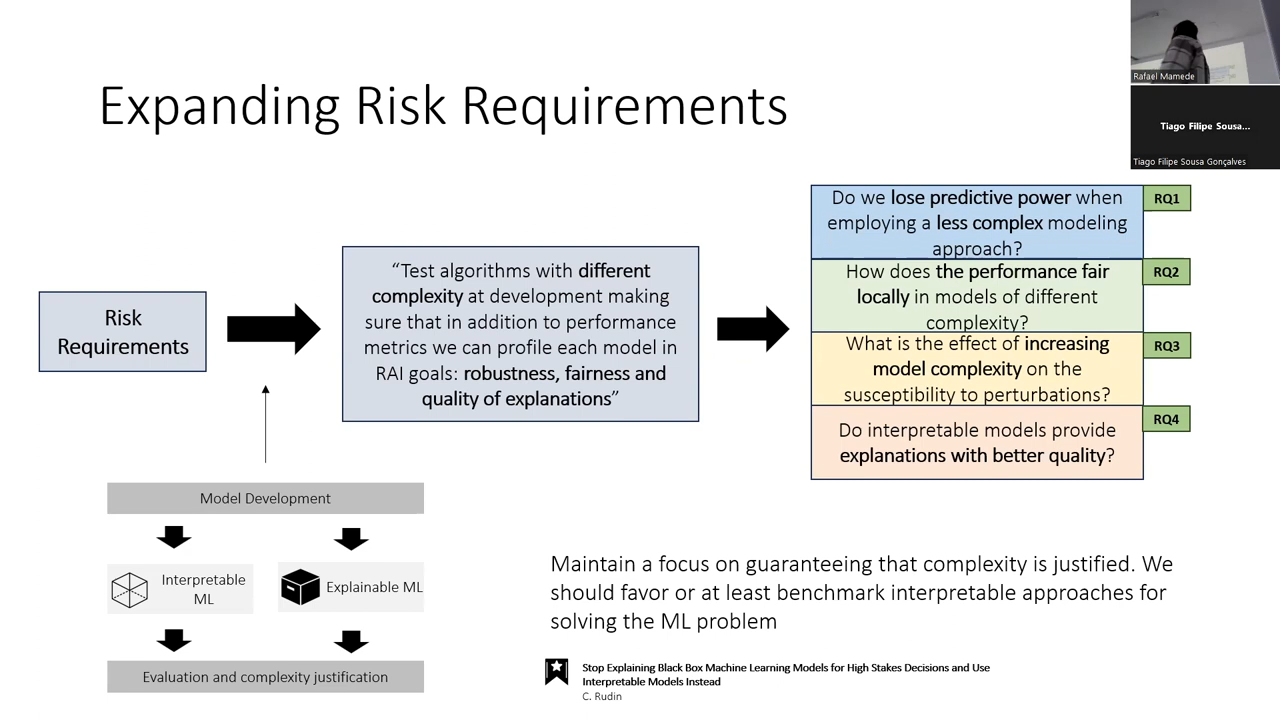 Expanding Risk Requirements
Rafael Mamede
Tiago Filipe Sousa...
Tiago Filipe Sousa Gonçalves
Risk
Requirements
“Test algorithms with different
complexity at development making
sure that in addition to performance
metrics we can profile each model in
RAI goals: robustness, fairness and
quality of explanations”
Do we lose predictive power when
employing a less complex modeling
approach?
RQ1
How does the performance fair
locally in models of different
complexity?
RQ2
What is the effect of increasing
model complexity on the
susceptibility to perturbations?
RQ3
Do interpretable models provide
explanations with better quality?
RQ4
Model Development
Interpretable
ML
Explainable ML
Evaluation and complexity justification
Maintain a focus on guaranteeing that complexity is justified. We
should favor or at least benchmark interpretable approaches for
solving the ML problem
Stop Explaining Black Box Machine Learning Models for High Stakes Decisions and Use
Interpretable Models Instead
C. Rudin